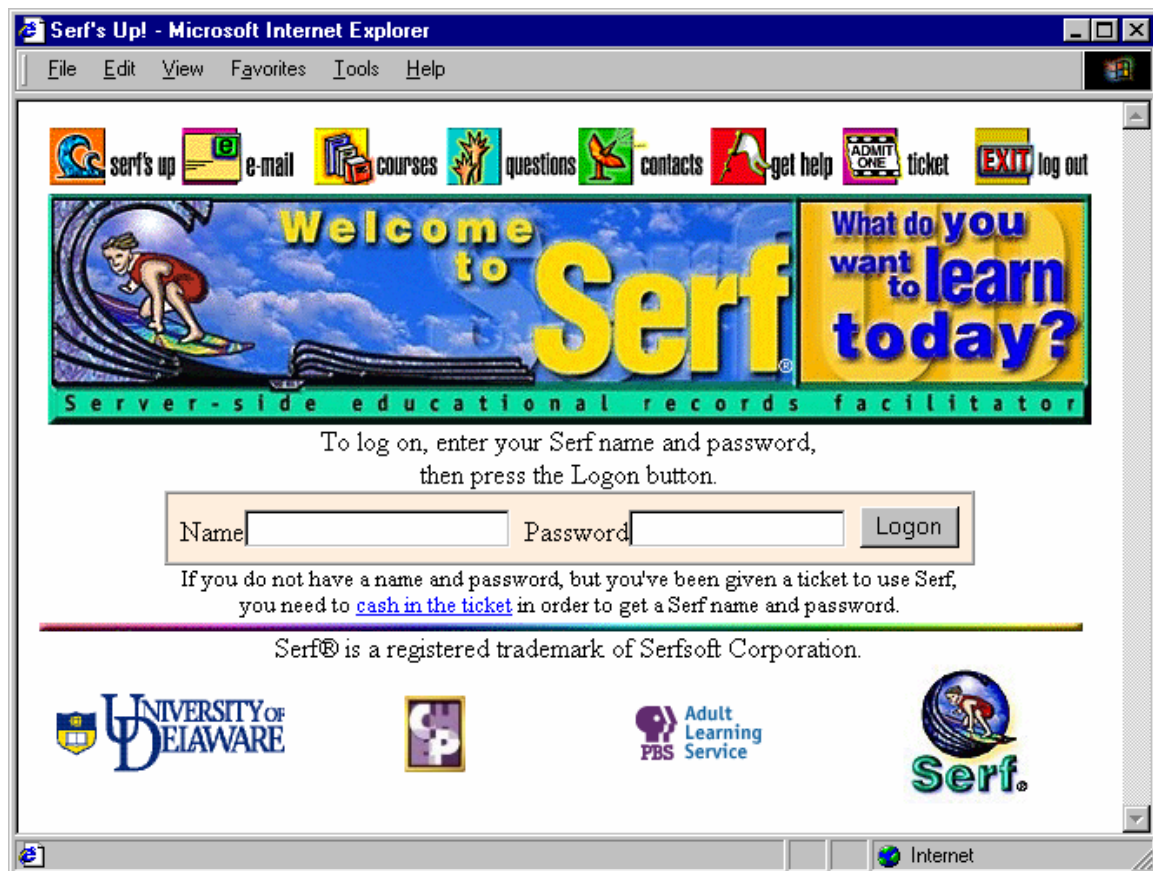 Serf's Up! - Microsoft Internet Explorer
File Edit View Favorites Tools Help
serf's up e-mail courses questions contacts get help ADMIT ONE ticket EXIT log out
Welcome
to Serf®
What do you
want to learn
today?
Server-side educational records facilitator
To log on, enter your Serf name and password,
then press the Logon button.
Name Password Logon
If you do not have a name and password, but you've been given a ticket to use Serf,
you need to cash in the ticket in order to get a Serf name and password.
Serf® is a registered trademark of Serfsoft Corporation.
UNIVERSITY OF
DELAWARE
CHEP
PBS Adult
Learning
Service
Serf®
Internet